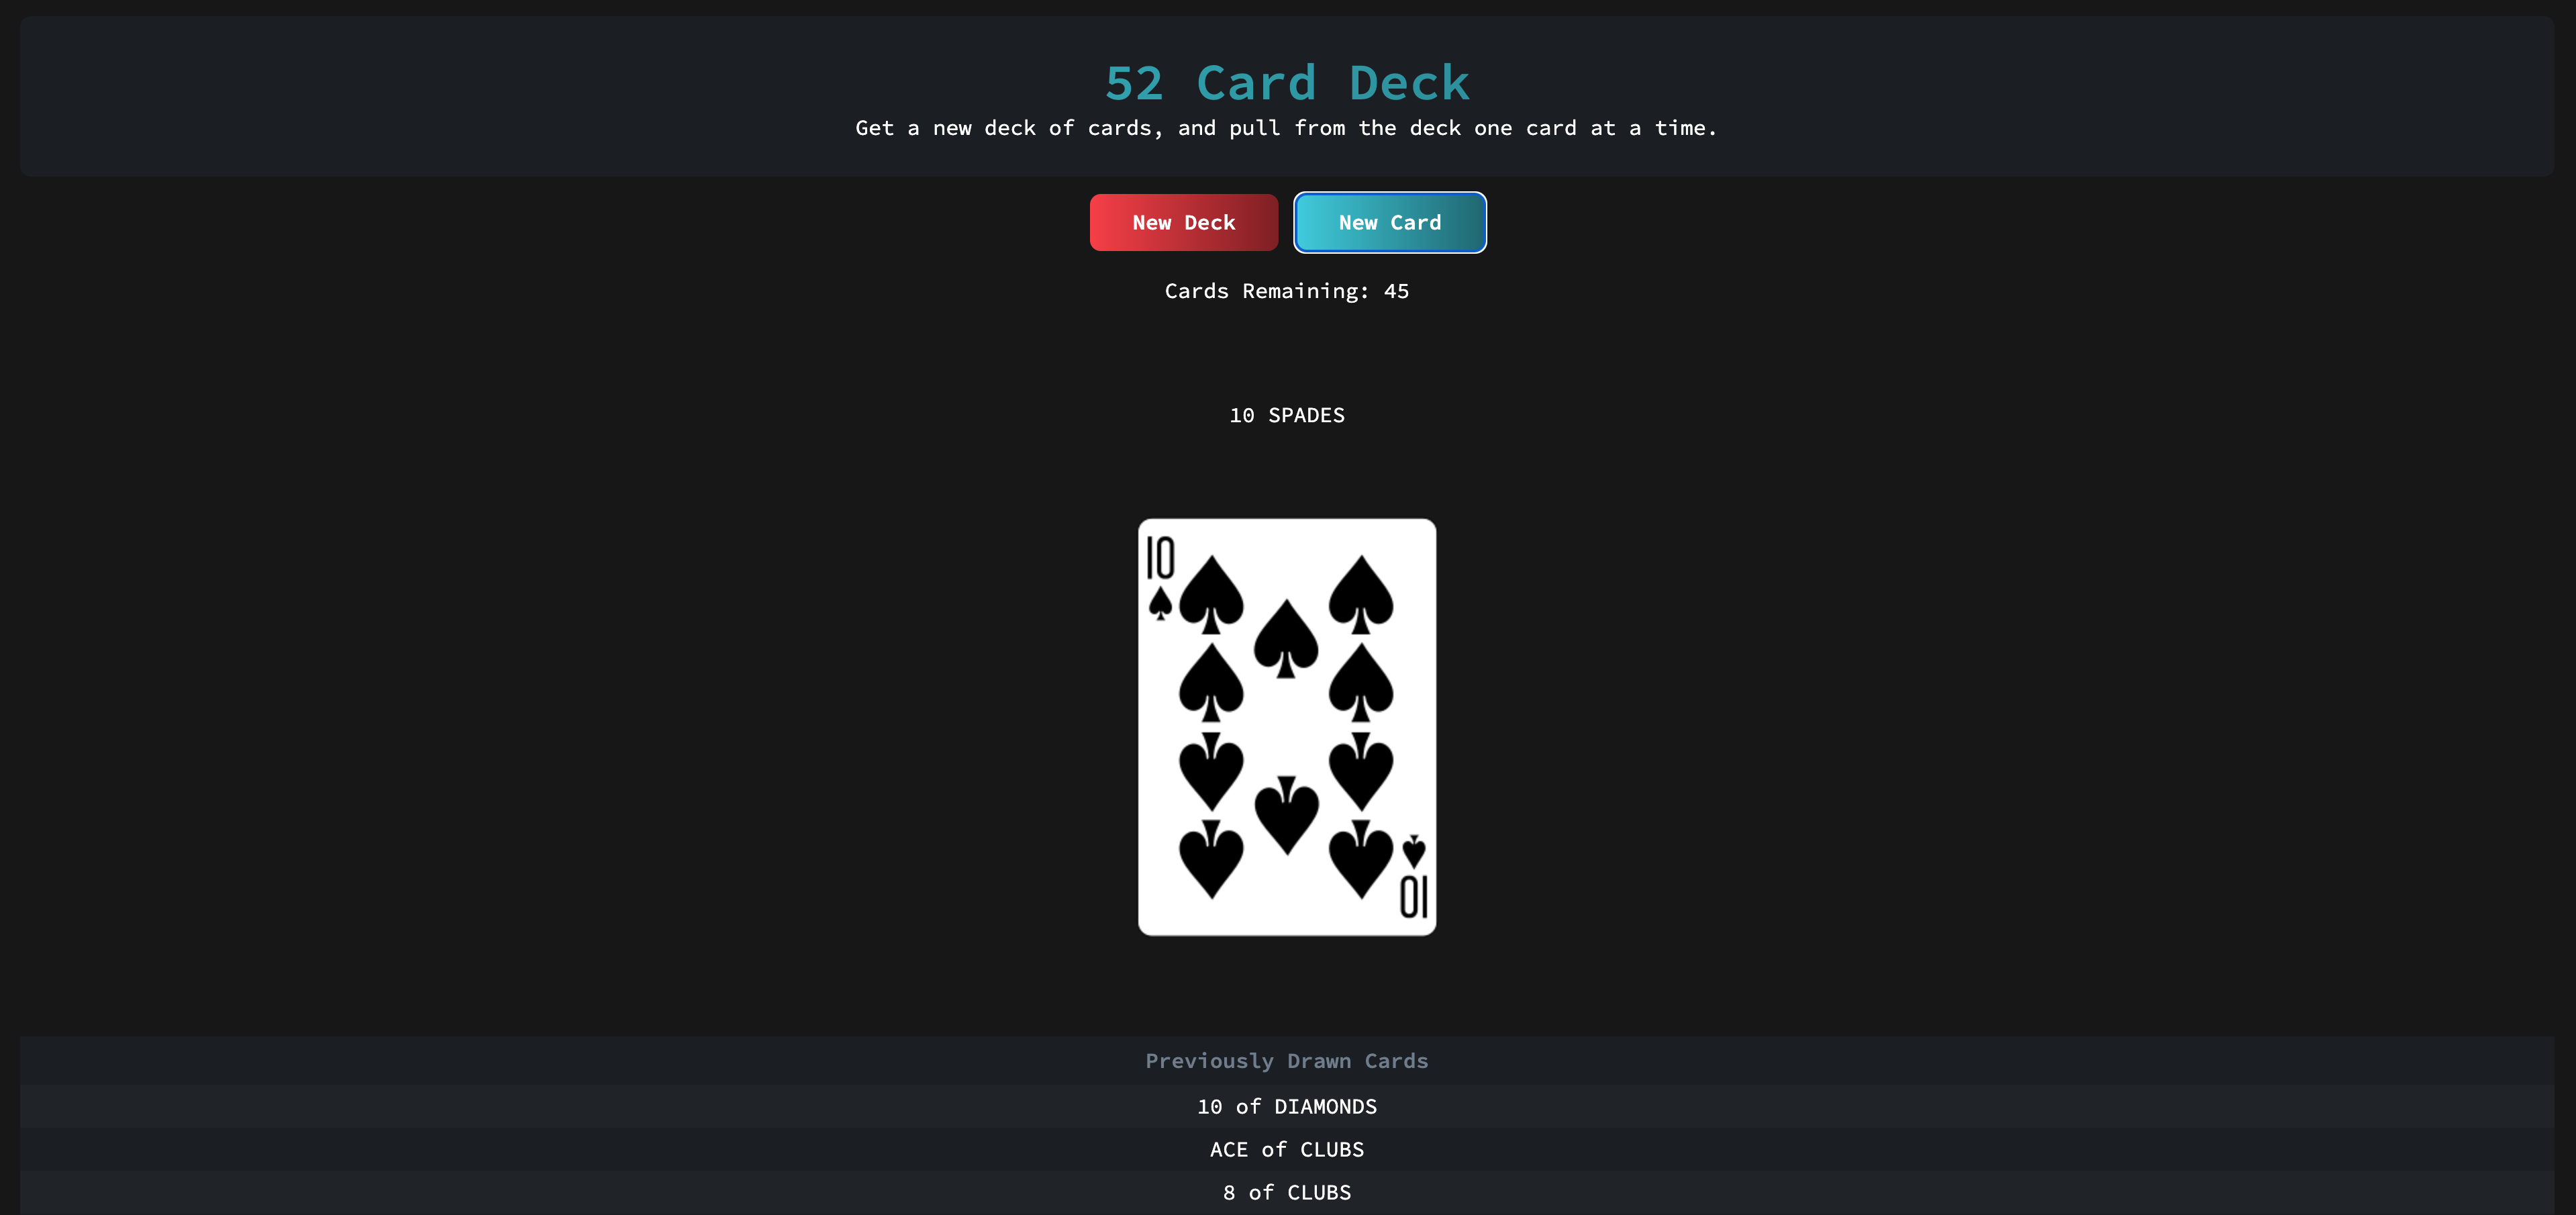 52 Card Deck
Get a new deck of cards, and pull from the deck one card at a time.
New Deck
New Card
Cards Remaining: 45
10 SPADES
10
10
Previously Drawn Cards
10 of DIAMONDS
ACE of CLUBS
8 of CLUBS